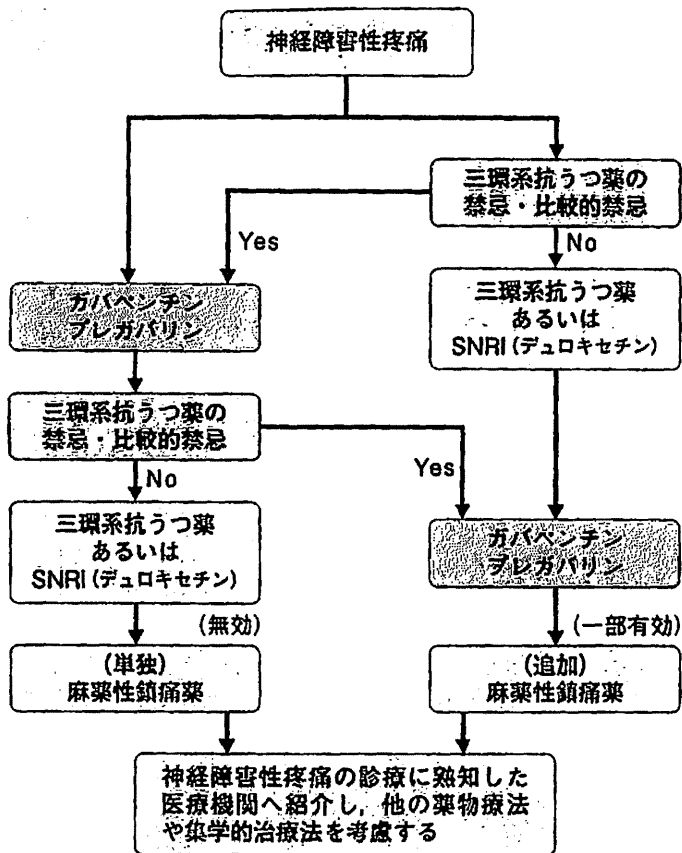 神経障害性疼痛
三環系抗うつ薬の
禁忌・比較的禁忌
Yes
No
ガバペンチン
プレガバリン
三環系抗うつ薬
あるいは
SNRI(デュロキセチン)
三環系抗うつ薬の
禁忌・比較的禁忌
Yes
No
三環系抗うつ薬
あるいは
SNRI(デュロキセチン)
ガバペンチン
プレガバリン
(無効)
(一部有効)
(単独)
麻薬性鎮痛薬
(追加)
麻薬性鎮痛薬
神経障害性疼痛の診療に熟知した
医療機関へ紹介し,他の薬物療法
や集学的治療法を考慮する